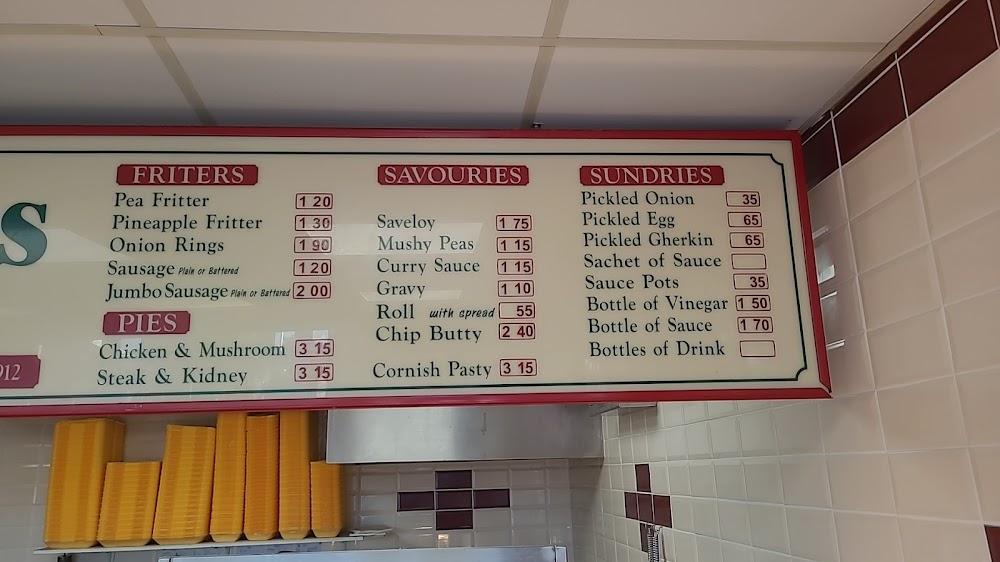 S
912
FRITERS
Pea Fritter 1 20
Pineapple Fritter 1 30
Onion Rings 1 90
Sausage Plain or Battered 1 20
Jumbo Sausage Plain or Battered 2 00
PIES
Chicken & Mushroom 3 15
Steak & Kidney 3 15
SAVOURIES
Saveloy 1 75
Mushy Peas 1 15
Curry Sauce 1 15
Gravy 1 10
Roll with spread 55
Chip Butty 2 40
Cornish Pasty 3 15
SUNDRIES
Pickled Onion 35
Pickled Egg 65
Pickled Gherkin 65
Sachet of Sauce
Sauce Pots 35
Bottle of Vinegar 1 50
Bottle of Sauce 1 70
Bottles of Drink